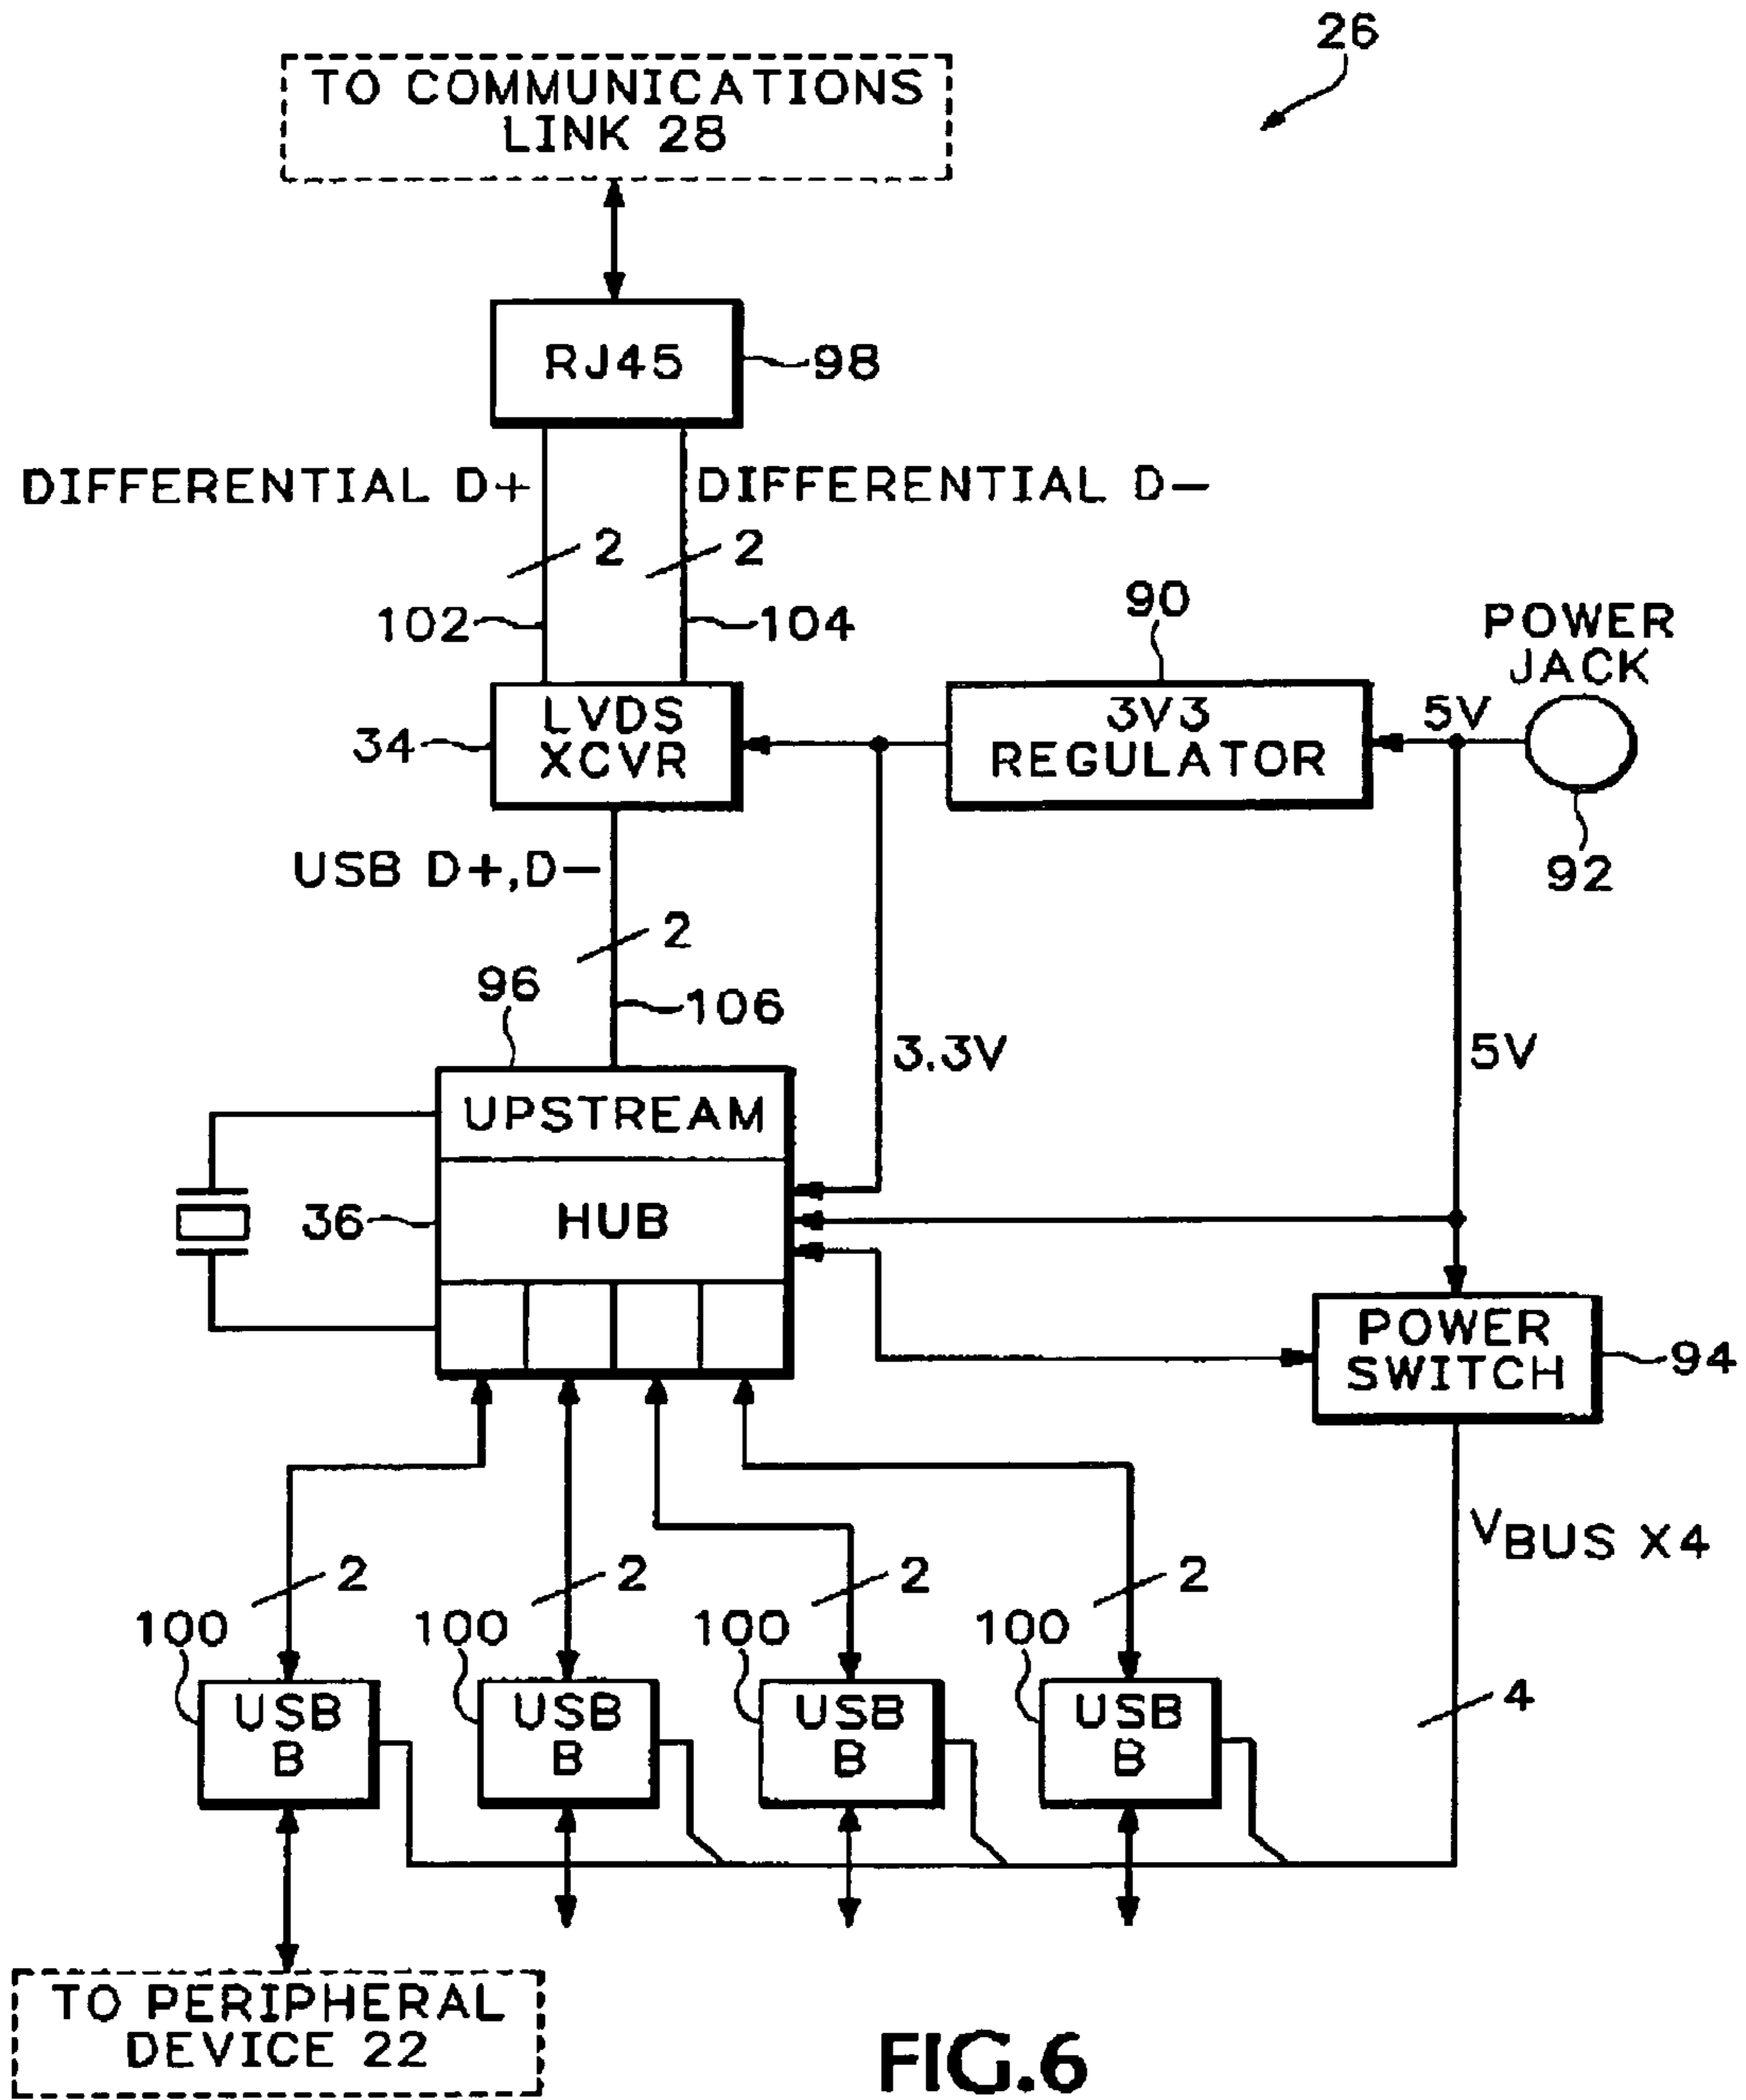 26
TO COMMUNICATIONS
LINK 28
RJ45
98
DIFFERENTIAL D+
DIFFERENTIAL D−
2
2
102
104
90
POWER
JACK
LVDS
XCVR
34
3V3
REGULATOR
5V
92
USB D+,D−
2
96
106
3.3V
5V
UPSTREAM
36
HUB
POWER
SWITCH
94
VBUS X4
2
2
2
2
100
100
100
100
USB
B
USB
B
USB
B
USB
B
4
TO PERIPHERAL
DEVICE 22
FIG.6